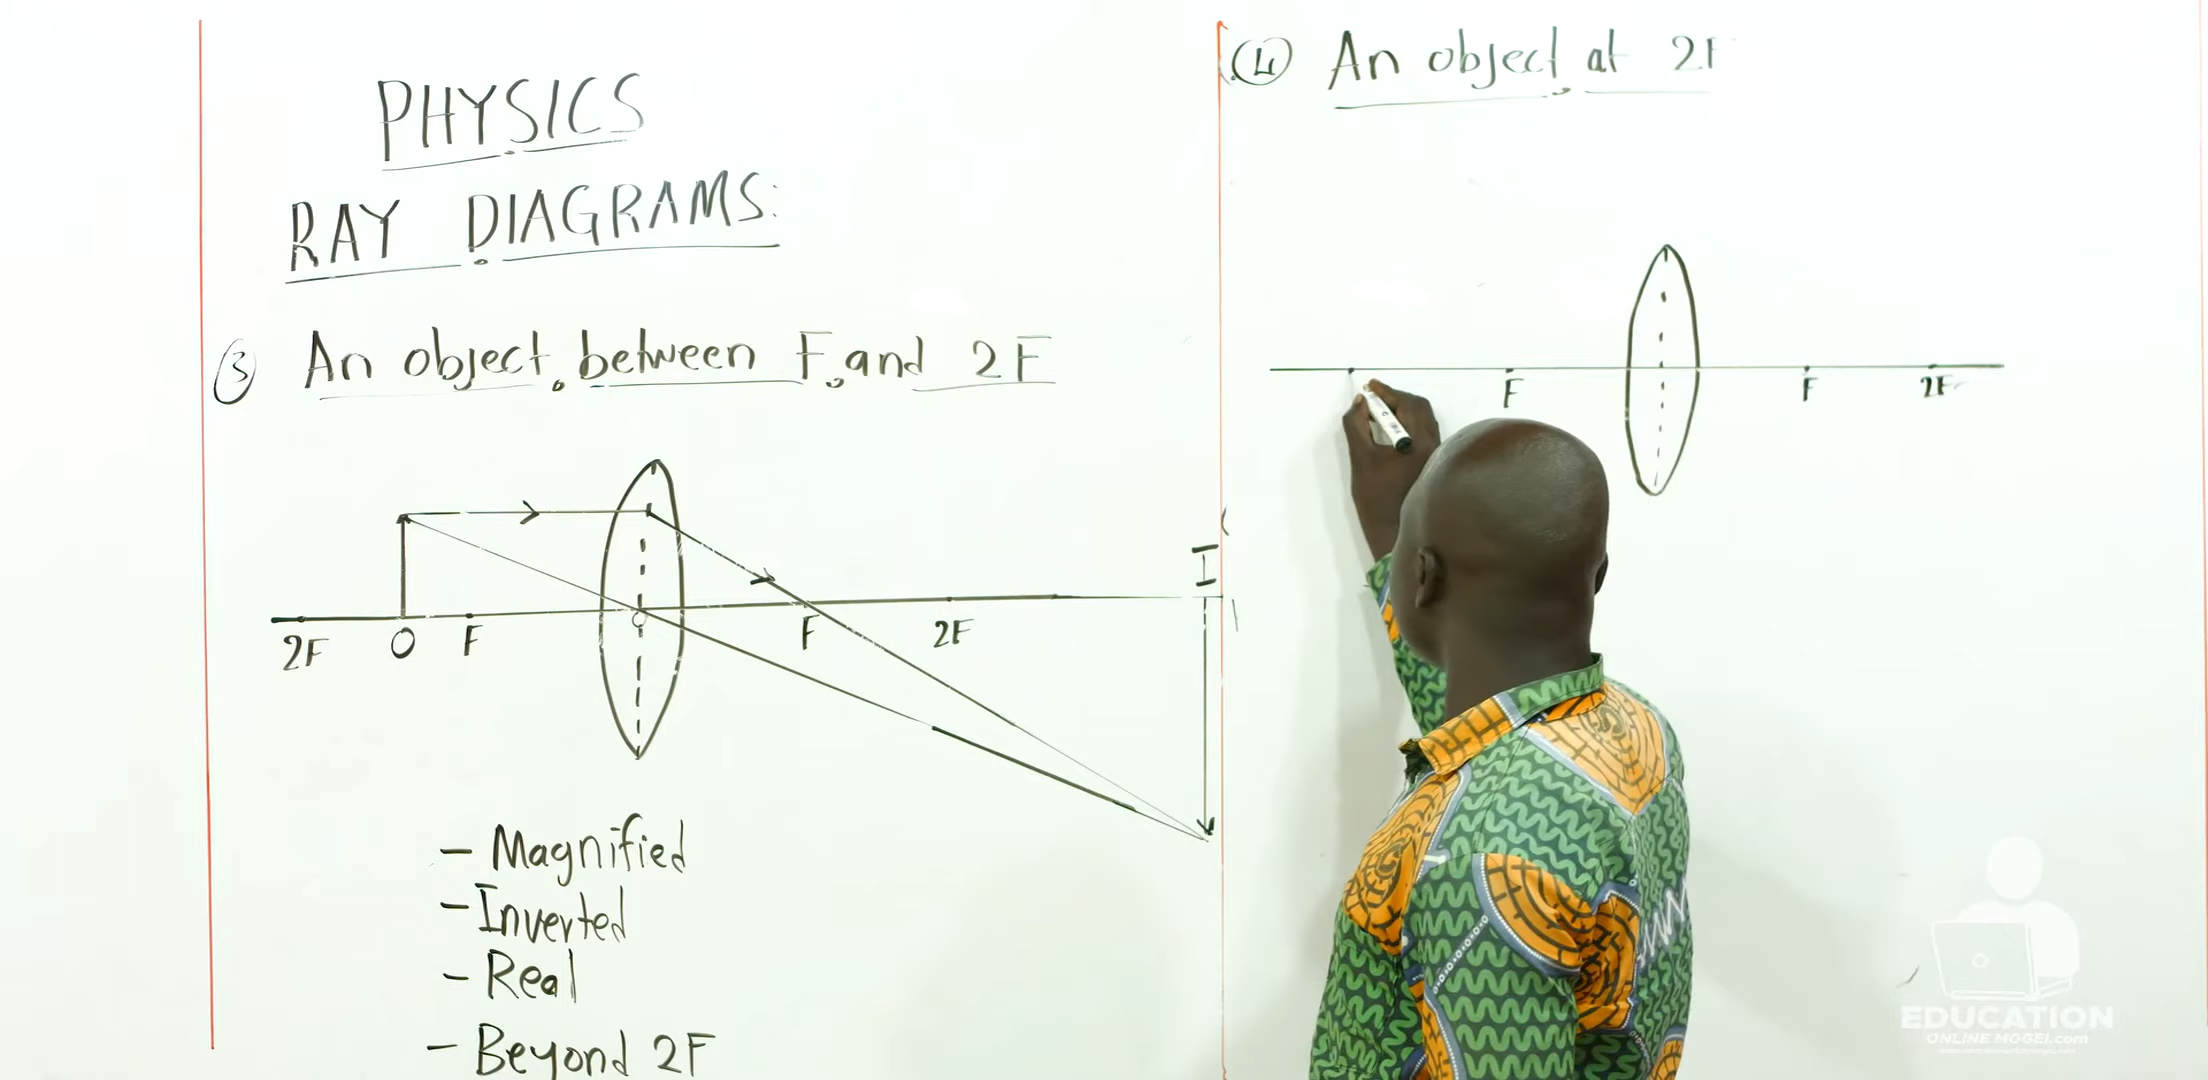 PHYSICS
RAY DIAGRAMS:
(3) An object between F and 2F
2F O F F 2F
I
- Magnified
- Inverted
- Real
- Beyond 2F
(4) An object at 2F
F F 2F
EDUCATION
ONLINE MOGEI.com